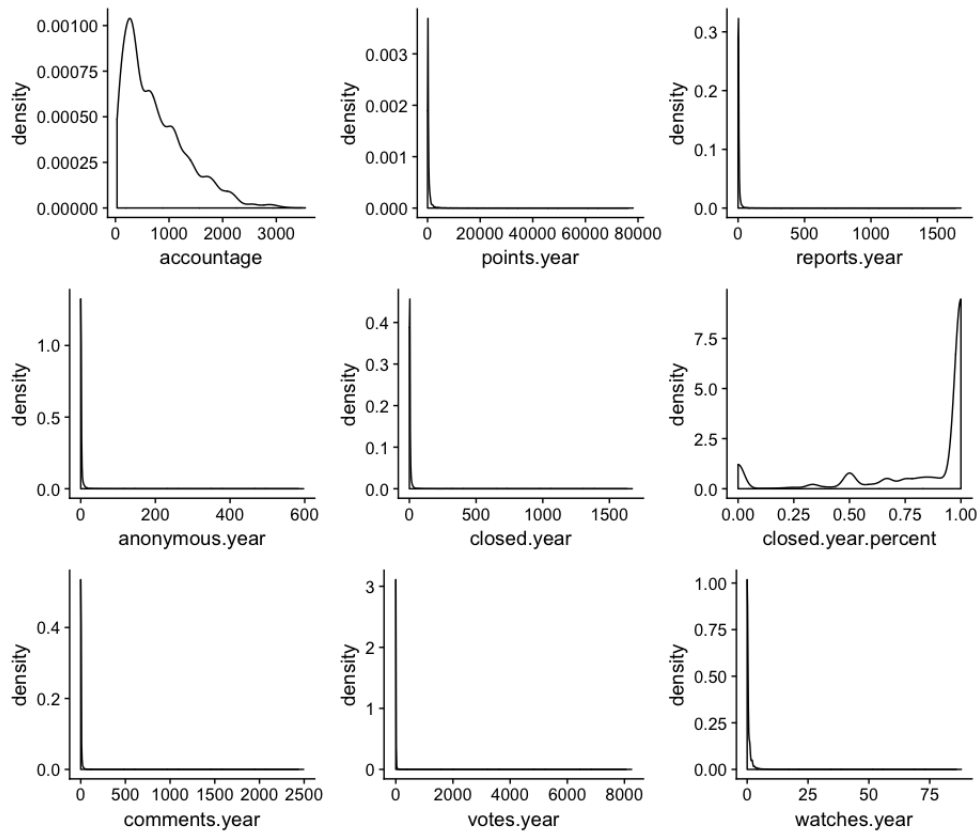 density
0.00100
0.00075
0.00050
0.00025
0.00000
0 1000 2000 3000
accountage
density
0.003
0.002
0.001
0.000
0 20000 40000 60000 80000
points.year
density
0.3
0.2
0.1
0.0
0 500 1000 1500
reports.year
density
1.0
0.5
0.0
0 200 400 600
anonymous.year
density
0.4
0.3
0.2
0.1
0.0
0 500 1000 1500
closed.year
density
7.5
5.0
2.5
0.0
0.00 0.25 0.50 0.75 1.00
closed.year.percent
density
0.4
0.2
0.0
0 500 1000 1500 2000 2500
comments.year
density
3
2
1
0
0 2000 4000 6000 8000
votes.year
density
1.00
0.75
0.50
0.25
0.00
0 25 50 75
watches.year